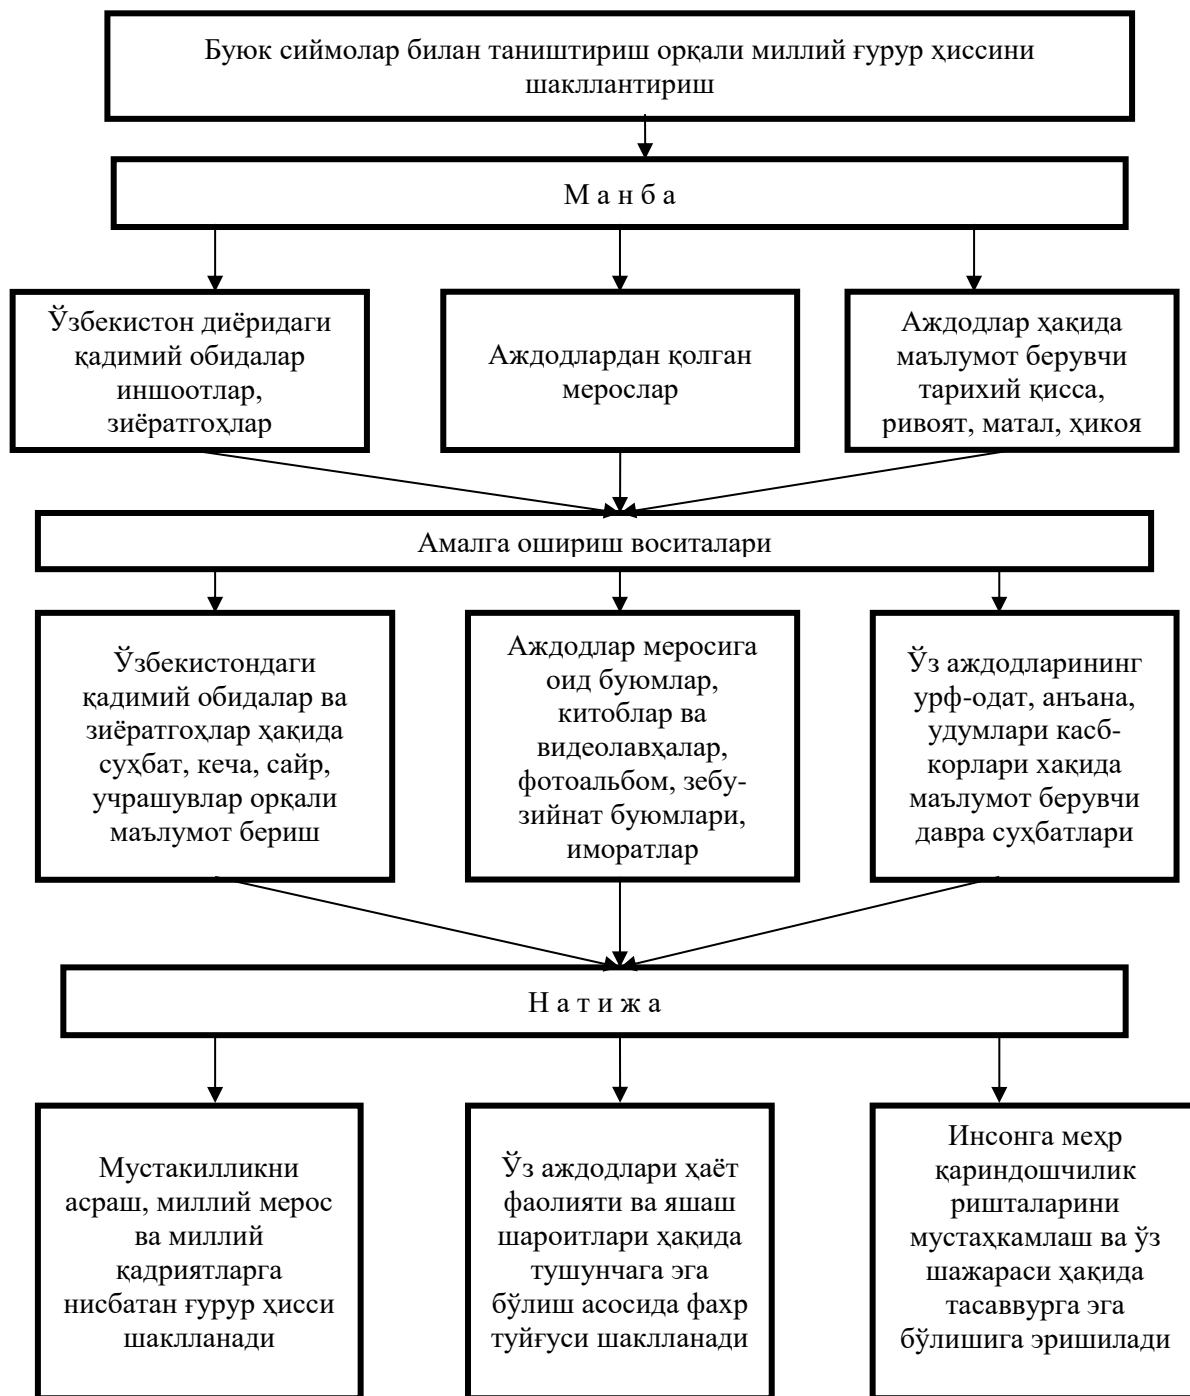 Буюк сиймолар билан таништириш орқали миллий ғурур ҳиссини
шакллантириш
М а н б а
Ўзбекистон диёридаги
қадимий обидалар
иншоотлар,
зиёратгоҳлар
Аждодлардан қолган
мерослар
Аждодлар ҳақида
маълумот берувчи
тарихий қисса,
ривоят, матал, ҳикоя
Амалга ошириш воситалари
Ўзбекистондаги
қадимий обидалар ва
зиёратгоҳлар ҳақида
суҳбат, кеча, сайр,
учрашувлар орқали
маълумот бериш
Аждодлар меросига
оид буюмлар,
китоблар ва
видеолавҳалар,
фотоальбом, зебу-
зийнат буюмлари,
иморатлар
Ўз аждодларининг
урф-одат, анъана,
удумлари касб-
корлари хақида
маълумот берувчи
давра суҳбатлари
Н а т и ж а
Мустакилликни
асраш, миллий мерос
ва миллий
қадриятларга
нисбатан ғурур ҳисси
шаклланади
Ўз аждодлари ҳаёт
фаолияти ва яшаш
шароитлари ҳақида
тушунчага эга
бўлиш асосида фахр
туйғуси шаклланади
Инсонга меҳр
қариндошчилик
ришталарини
мустаҳкамлаш ва ўз
шажараси ҳақида
тасаввурга эга
бўлишига эришилади